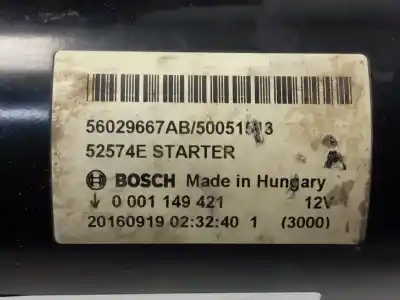 56029667AB/50051513
52574E STARTER
BOSCH Made in Hungary
↓ 0 001 149 421 12V
20160919 02:32:40 1 (3000)